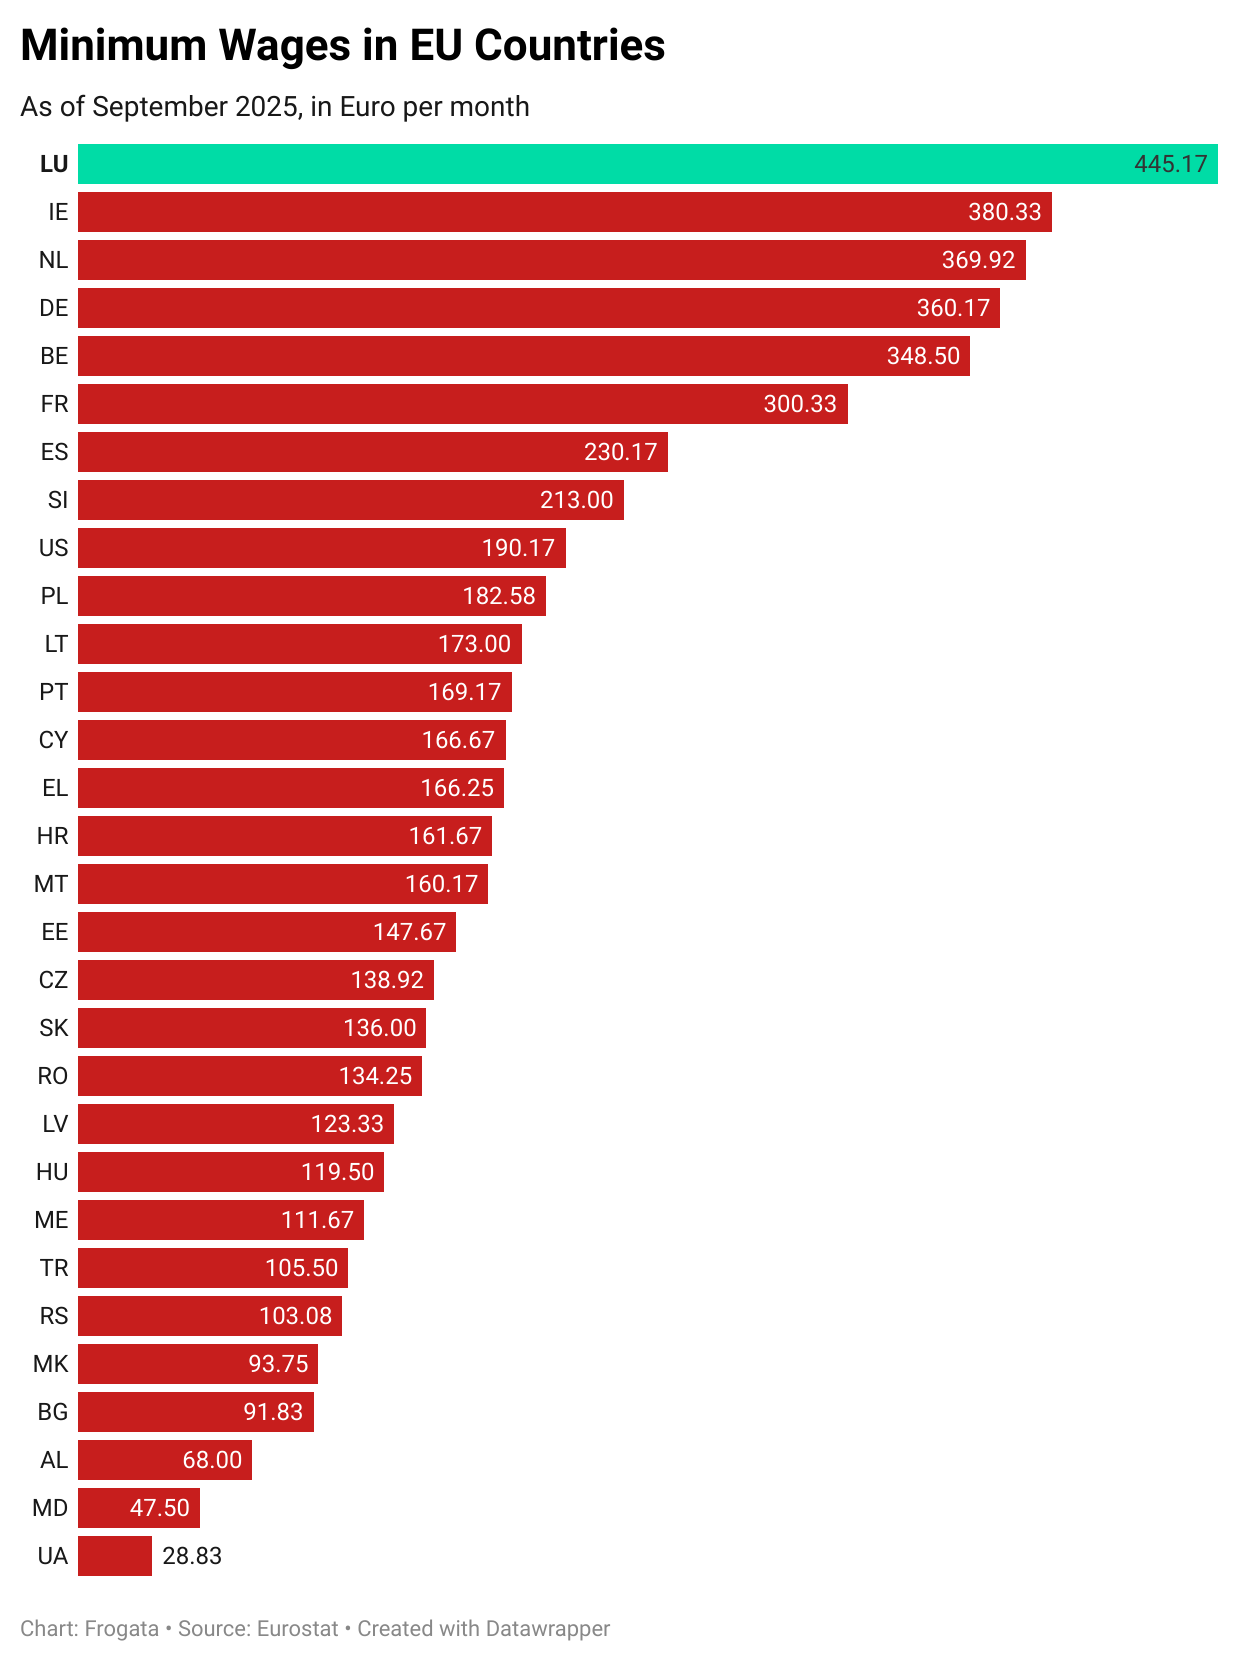 Minimum Wages in EU Countries
As of September 2025, in Euro per month
LU 445.17
IE 380.33
NL 369.92
DE 360.17
BE 348.50
FR 300.33
ES 230.17
SI 213.00
US 190.17
PL 182.58
LT 173.00
PT 169.17
CY 166.67
EL 166.25
HR 161.67
MT 160.17
EE 147.67
CZ 138.92
SK 136.00
RO 134.25
LV 123.33
HU 119.50
ME 111.67
TR 105.50
RS 103.08
MK 93.75
BG 91.83
AL 68.00
MD 47.50
UA 28.83
Chart: Frogata • Source: Eurostat • Created with Datawrapper